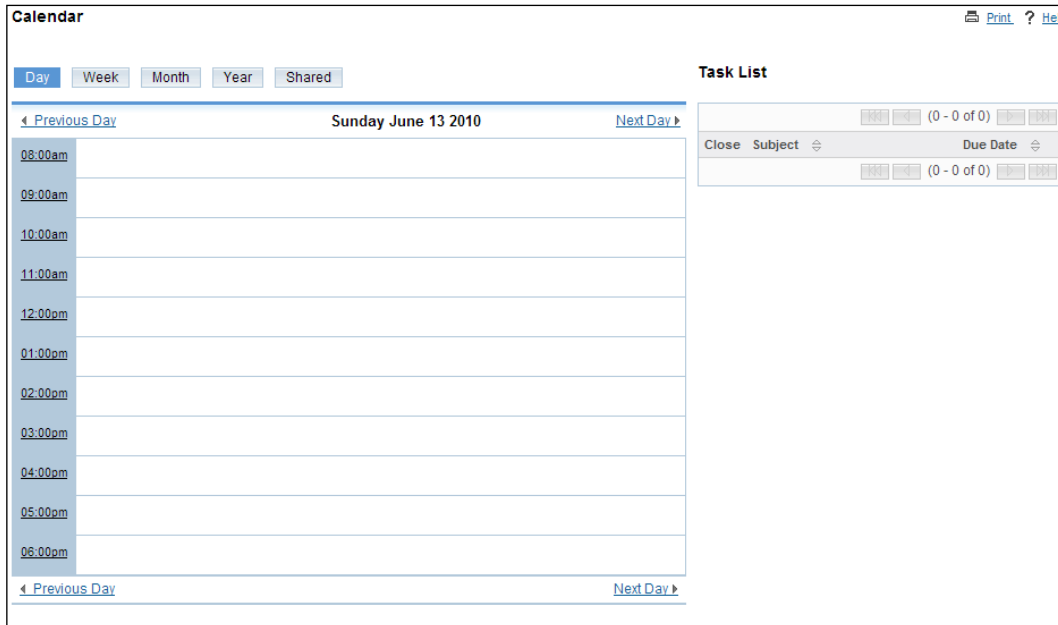 Calendar
Print ? He
Day Week Month Year Shared
Task List
Previous Day Sunday June 13 2010 Next Day
(0 - 0 of 0)
Close Subject Due Date
(0 - 0 of 0)
08:00am
09:00am
10:00am
11:00am
12:00pm
01:00pm
02:00pm
03:00pm
04:00pm
05:00pm
06:00pm
Previous Day Next Day